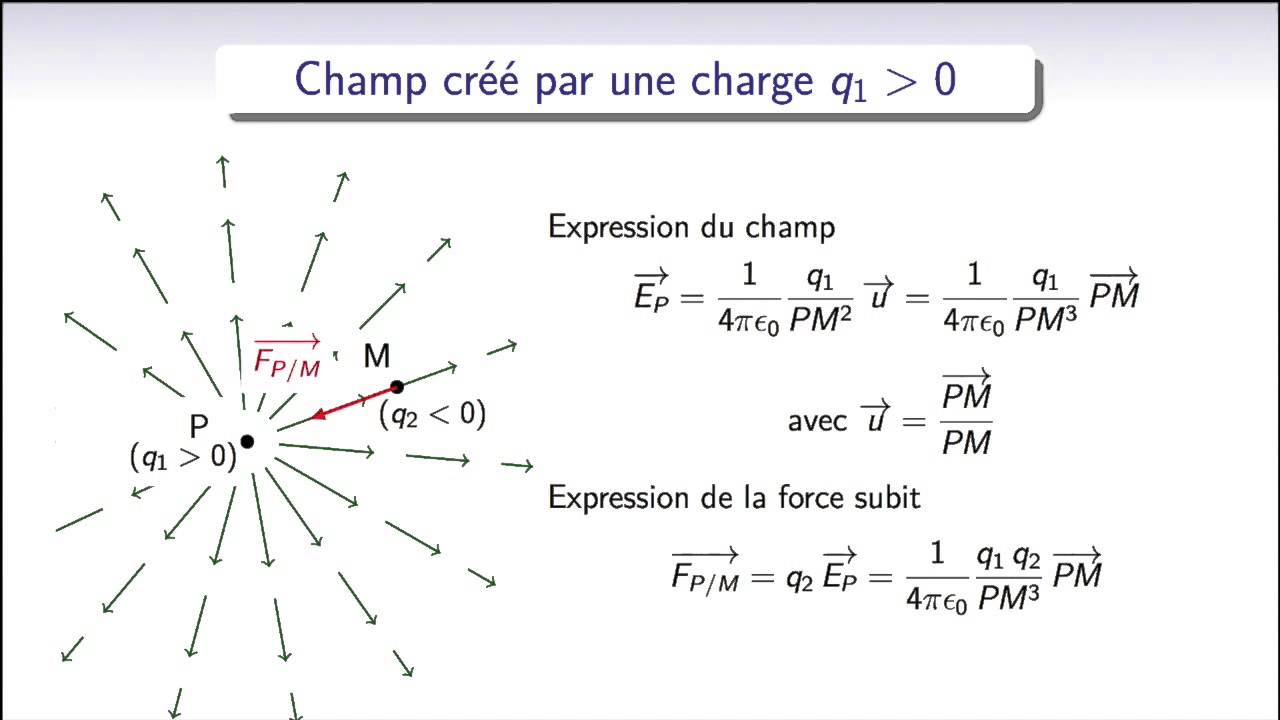 Champ créé par une charge q₁ > 0
Expression du champ
$\overrightarrow{E_P} = \frac{1}{4\pi\epsilon_0} \frac{q_1}{PM^2} \overrightarrow{u} = \frac{1}{4\pi\epsilon_0} \frac{q_1}{PM^3} \overrightarrow{PM}$
avec $\overrightarrow{u} = \frac{\overrightarrow{PM}}{PM}$
Expression de la force subit
$\overrightarrow{F_{P/M}} = q_2 \overrightarrow{E_P} = \frac{1}{4\pi\epsilon_0} \frac{q_1 q_2}{PM^3} \overrightarrow{PM}$
$\overrightarrow{F_{P/M}}$
M
(q₂ < 0)
P
(q₁ > 0)